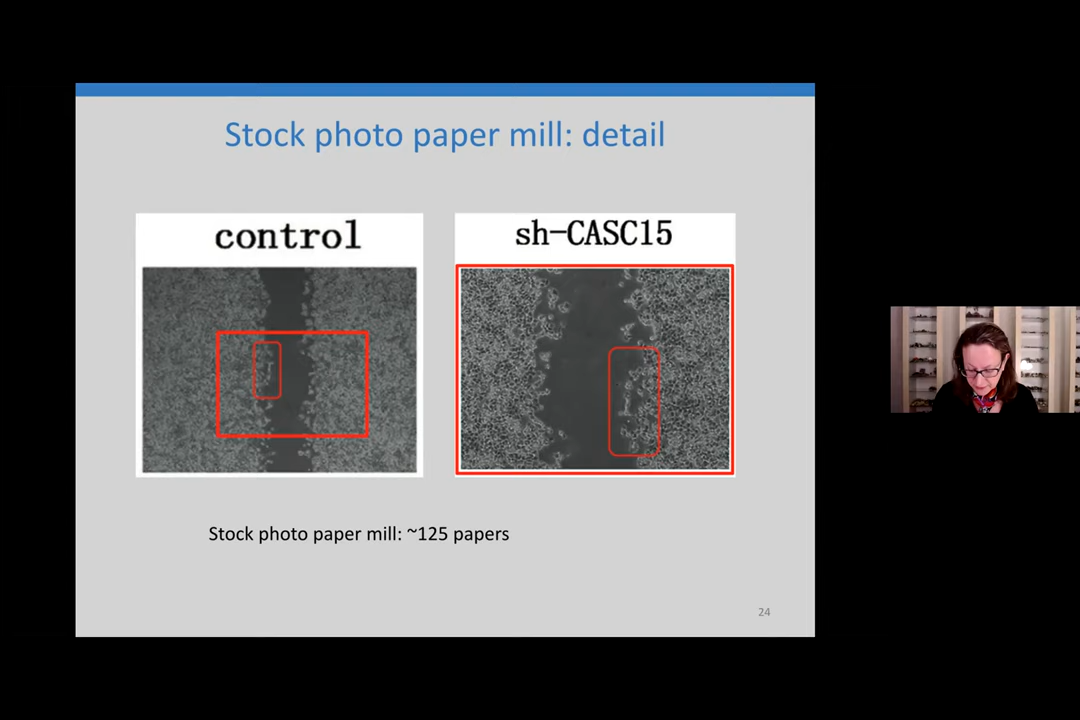 Stock photo paper mill: detail
control
sh-CASC15
Stock photo paper mill: ~125 papers
24